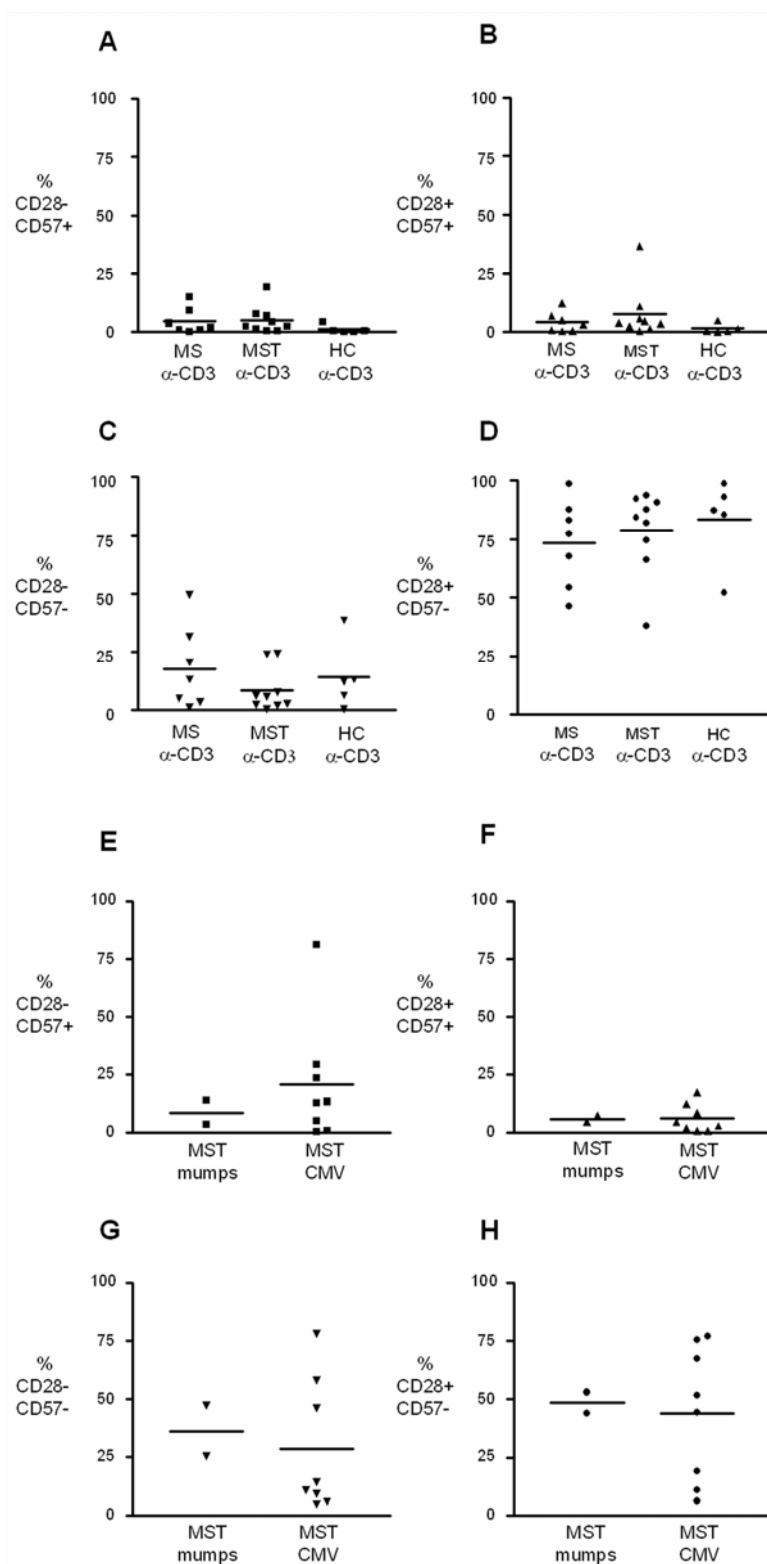 A
100
75
50
25
0
%
CD28-
CD57+
MS
α-CD3
MST
α-CD3
HC
α-CD3
B
100
75
50
25
0
%
CD28+
CD57+
MS
α-CD3
MST
α-CD3
HC
α-CD3
C
100
75
50
25
0
%
CD28-
CD57-
MS
α-CD3
MST
α-CD3
HC
α-CD3
D
100
75
50
25
0
%
CD28+
CD57-
MS
α-CD3
MST
α-CD3
HC
α-CD3
E
100
75
50
25
0
%
CD28-
CD57+
MST
mumps
MST
CMV
F
100
75
50
25
0
%
CD28+
CD57+
MST
mumps
MST
CMV
G
100
75
50
25
0
%
CD28-
CD57-
MST
mumps
MST
CMV
H
100
75
50
25
0
%
CD28+
CD57-
MST
mumps
MST
CMV